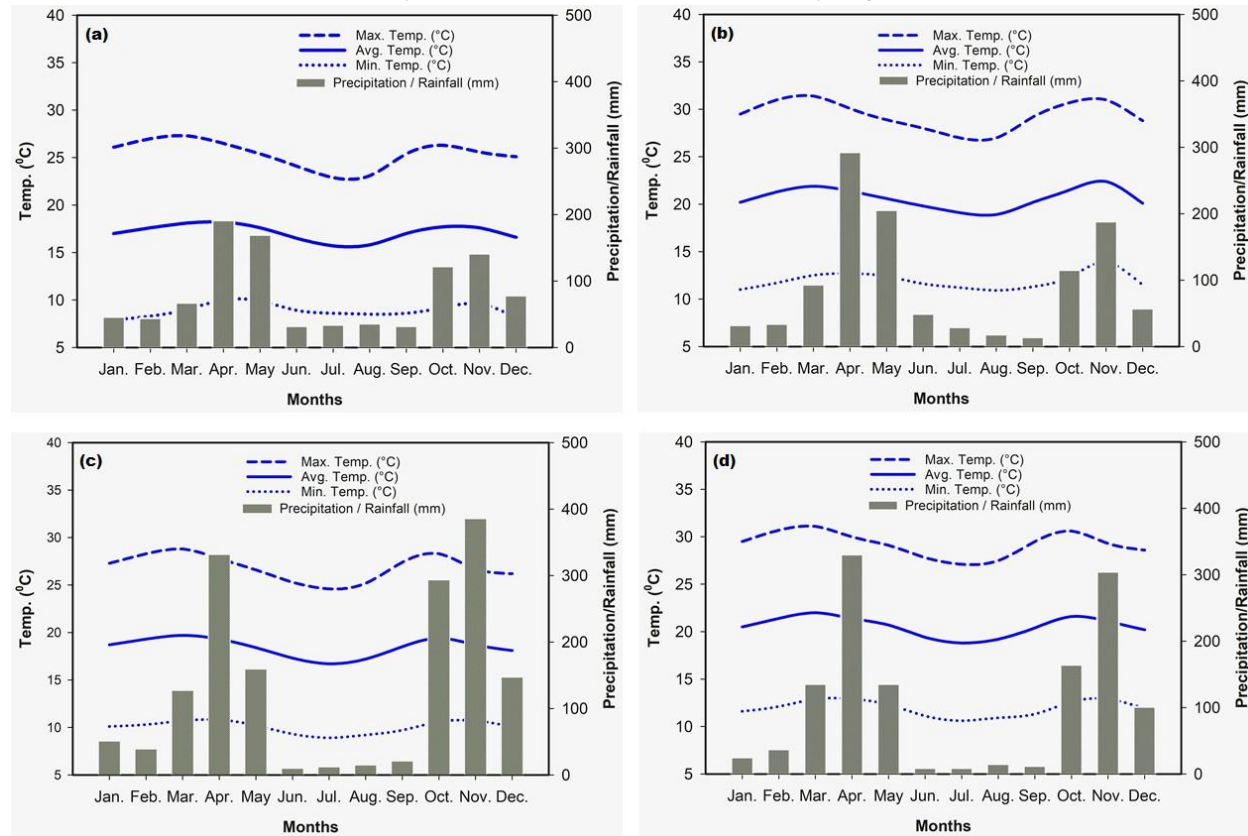 (a)
Max. Temp. (°C)
Avg. Temp. (°C)
Min. Temp. (°C)
Precipitation / Rainfall (mm)
Temp. (⁰C)
40
35
30
25
20
15
10
5
500
400
300
200
100
0
Precipitation/Rainfall (mm)
Jan. Feb. Mar. Apr. May Jun. Jul. Aug. Sep. Oct. Nov. Dec.
Months
(b)
Max. Temp. (°C)
Avg. Temp. (°C)
Min. Temp. (°C)
Precipitation / Rainfall (mm)
Temp. (⁰C)
40
35
30
25
20
15
10
5
500
400
300
200
100
0
Precipitation/Rainfall (mm)
Jan. Feb. Mar. Apr. May Jun. Jul. Aug. Sep. Oct. Nov. Dec.
Months
(c)
Max. Temp. (°C)
Avg. Temp. (°C)
Min. Temp. (°C)
Precipitation / Rainfall (mm)
Temp. (⁰C)
40
35
30
25
20
15
10
5
500
400
300
200
100
0
Precipitation/Rainfall (mm)
Jan. Feb. Mar. Apr. May Jun. Jul. Aug. Sep. Oct. Nov. Dec.
Months
(d)
Max. Temp. (°C)
Avg. Temp. (°C)
Min. Temp. (°C)
Precipitation / Rainfall (mm)
Temp. (⁰C)
40
35
30
25
20
15
10
5
500
400
300
200
100
0
Precipitation/Rainfall (mm)
Jan. Feb. Mar. Apr. May Jun. Jul. Aug. Sep. Oct. Nov. Dec.
Months